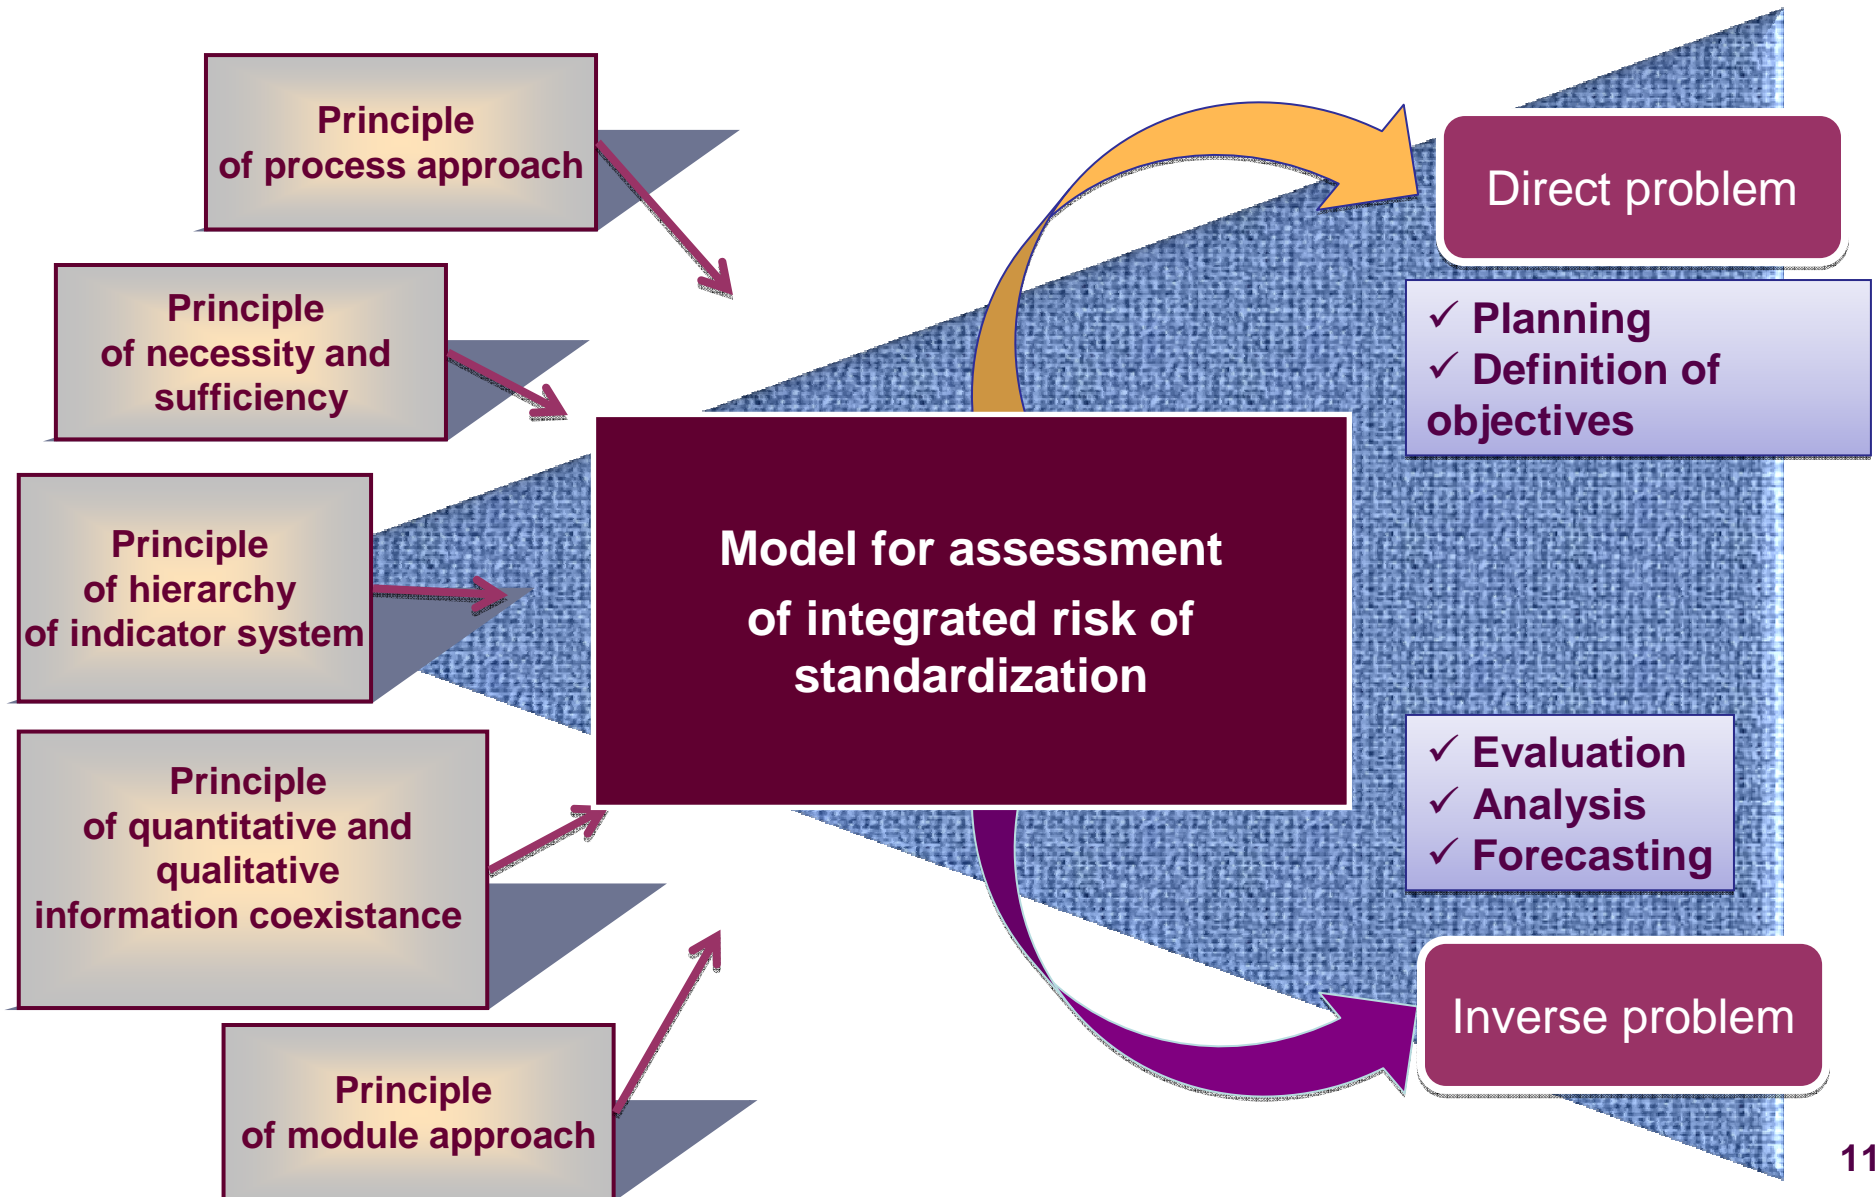 Principle
of process approach
Principle
of necessity and
sufficiency
Principle
of hierarchy
of indicator system
Principle
of quantitative and
qualitative
information coexistance
Principle
of module approach
Model for assessment
of integrated risk of
standardization
Direct problem
✓ Planning
✓ Definition of
objectives
✓ Evaluation
✓ Analysis
✓ Forecasting
Inverse problem
11